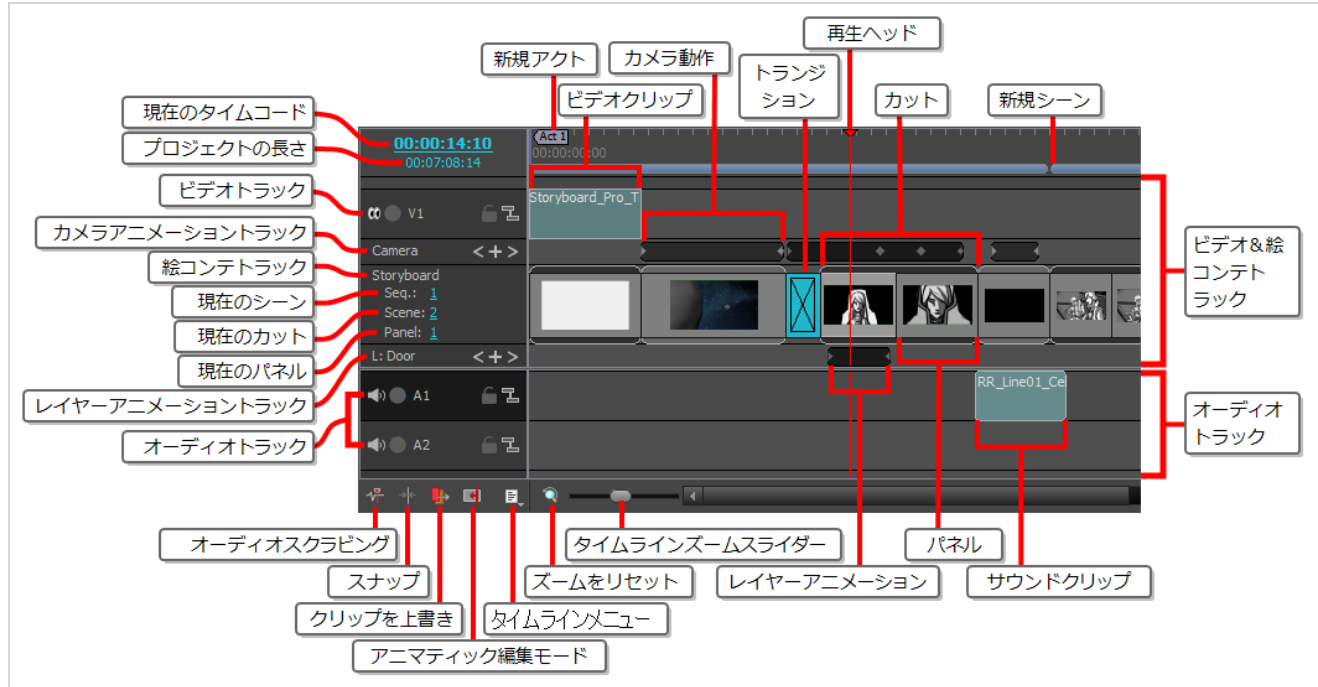 再生ヘッド
新規アクト
カメラ動作
トランジ
ション
ビデオクリップ
カット
新規シーン
現在のタイムコード
プロジェクトの長さ
ビデオトラック
カメラアニメーショントラック
絵コンテトラック
現在のシーン
現在のカット
現在のパネル
レイヤーアニメーショントラック
オーディオトラック
00:00:14:10
00:07:08:14
Act 1
00:00:00:00
V1
Storyboard_Pro_T
Camera
Storyboard
Seq.: 1
Scene: 2
Panel: 1
L: Door
A1
RR_Line01_Cel
A2
ビデオ&絵
コンテト
ラック
オーディオ
トラック
オーディオスクラビング
タイムラインズームスライダー
パネル
スナップ
ズームをリセット
レイヤーアニメーション
サウンドクリップ
クリップを上書き
タイムラインメニュー
アニマティック編集モード